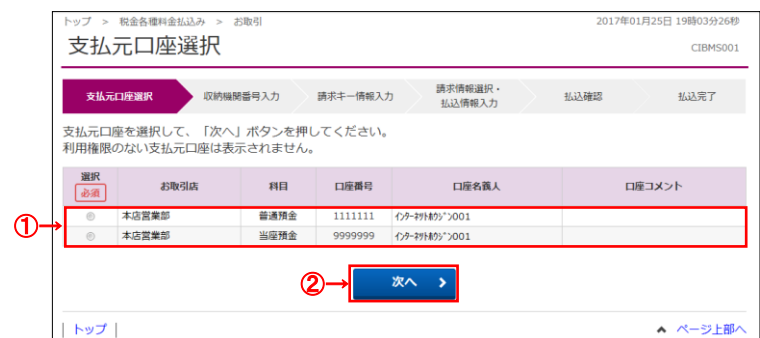 トップ > 税金各種料金払込み > お取引
2017年01月25日 19時03分26秒
支払元口座選択
CIBMS001
支払元口座選択
収納機関番号入力
請求キー情報入力
請求情報選択・
払込情報入力
払込確認
払込完了
支払元口座を選択して、「次へ」ボタンを押してください。
利用権限のない支払元口座は表示されません。
選択
必須
お取引店
科目
口座番号
口座名義人
口座コメント
①
本店営業部 普通預金 1111111 ｲﾝﾀｰﾈｯﾄﾎｳｼﾞﾝ001
本店営業部 当座預金 9999999 ｲﾝﾀｰﾈｯﾄﾎｳｼﾞﾝ001
②
次へ
トップ
ページ上部へ